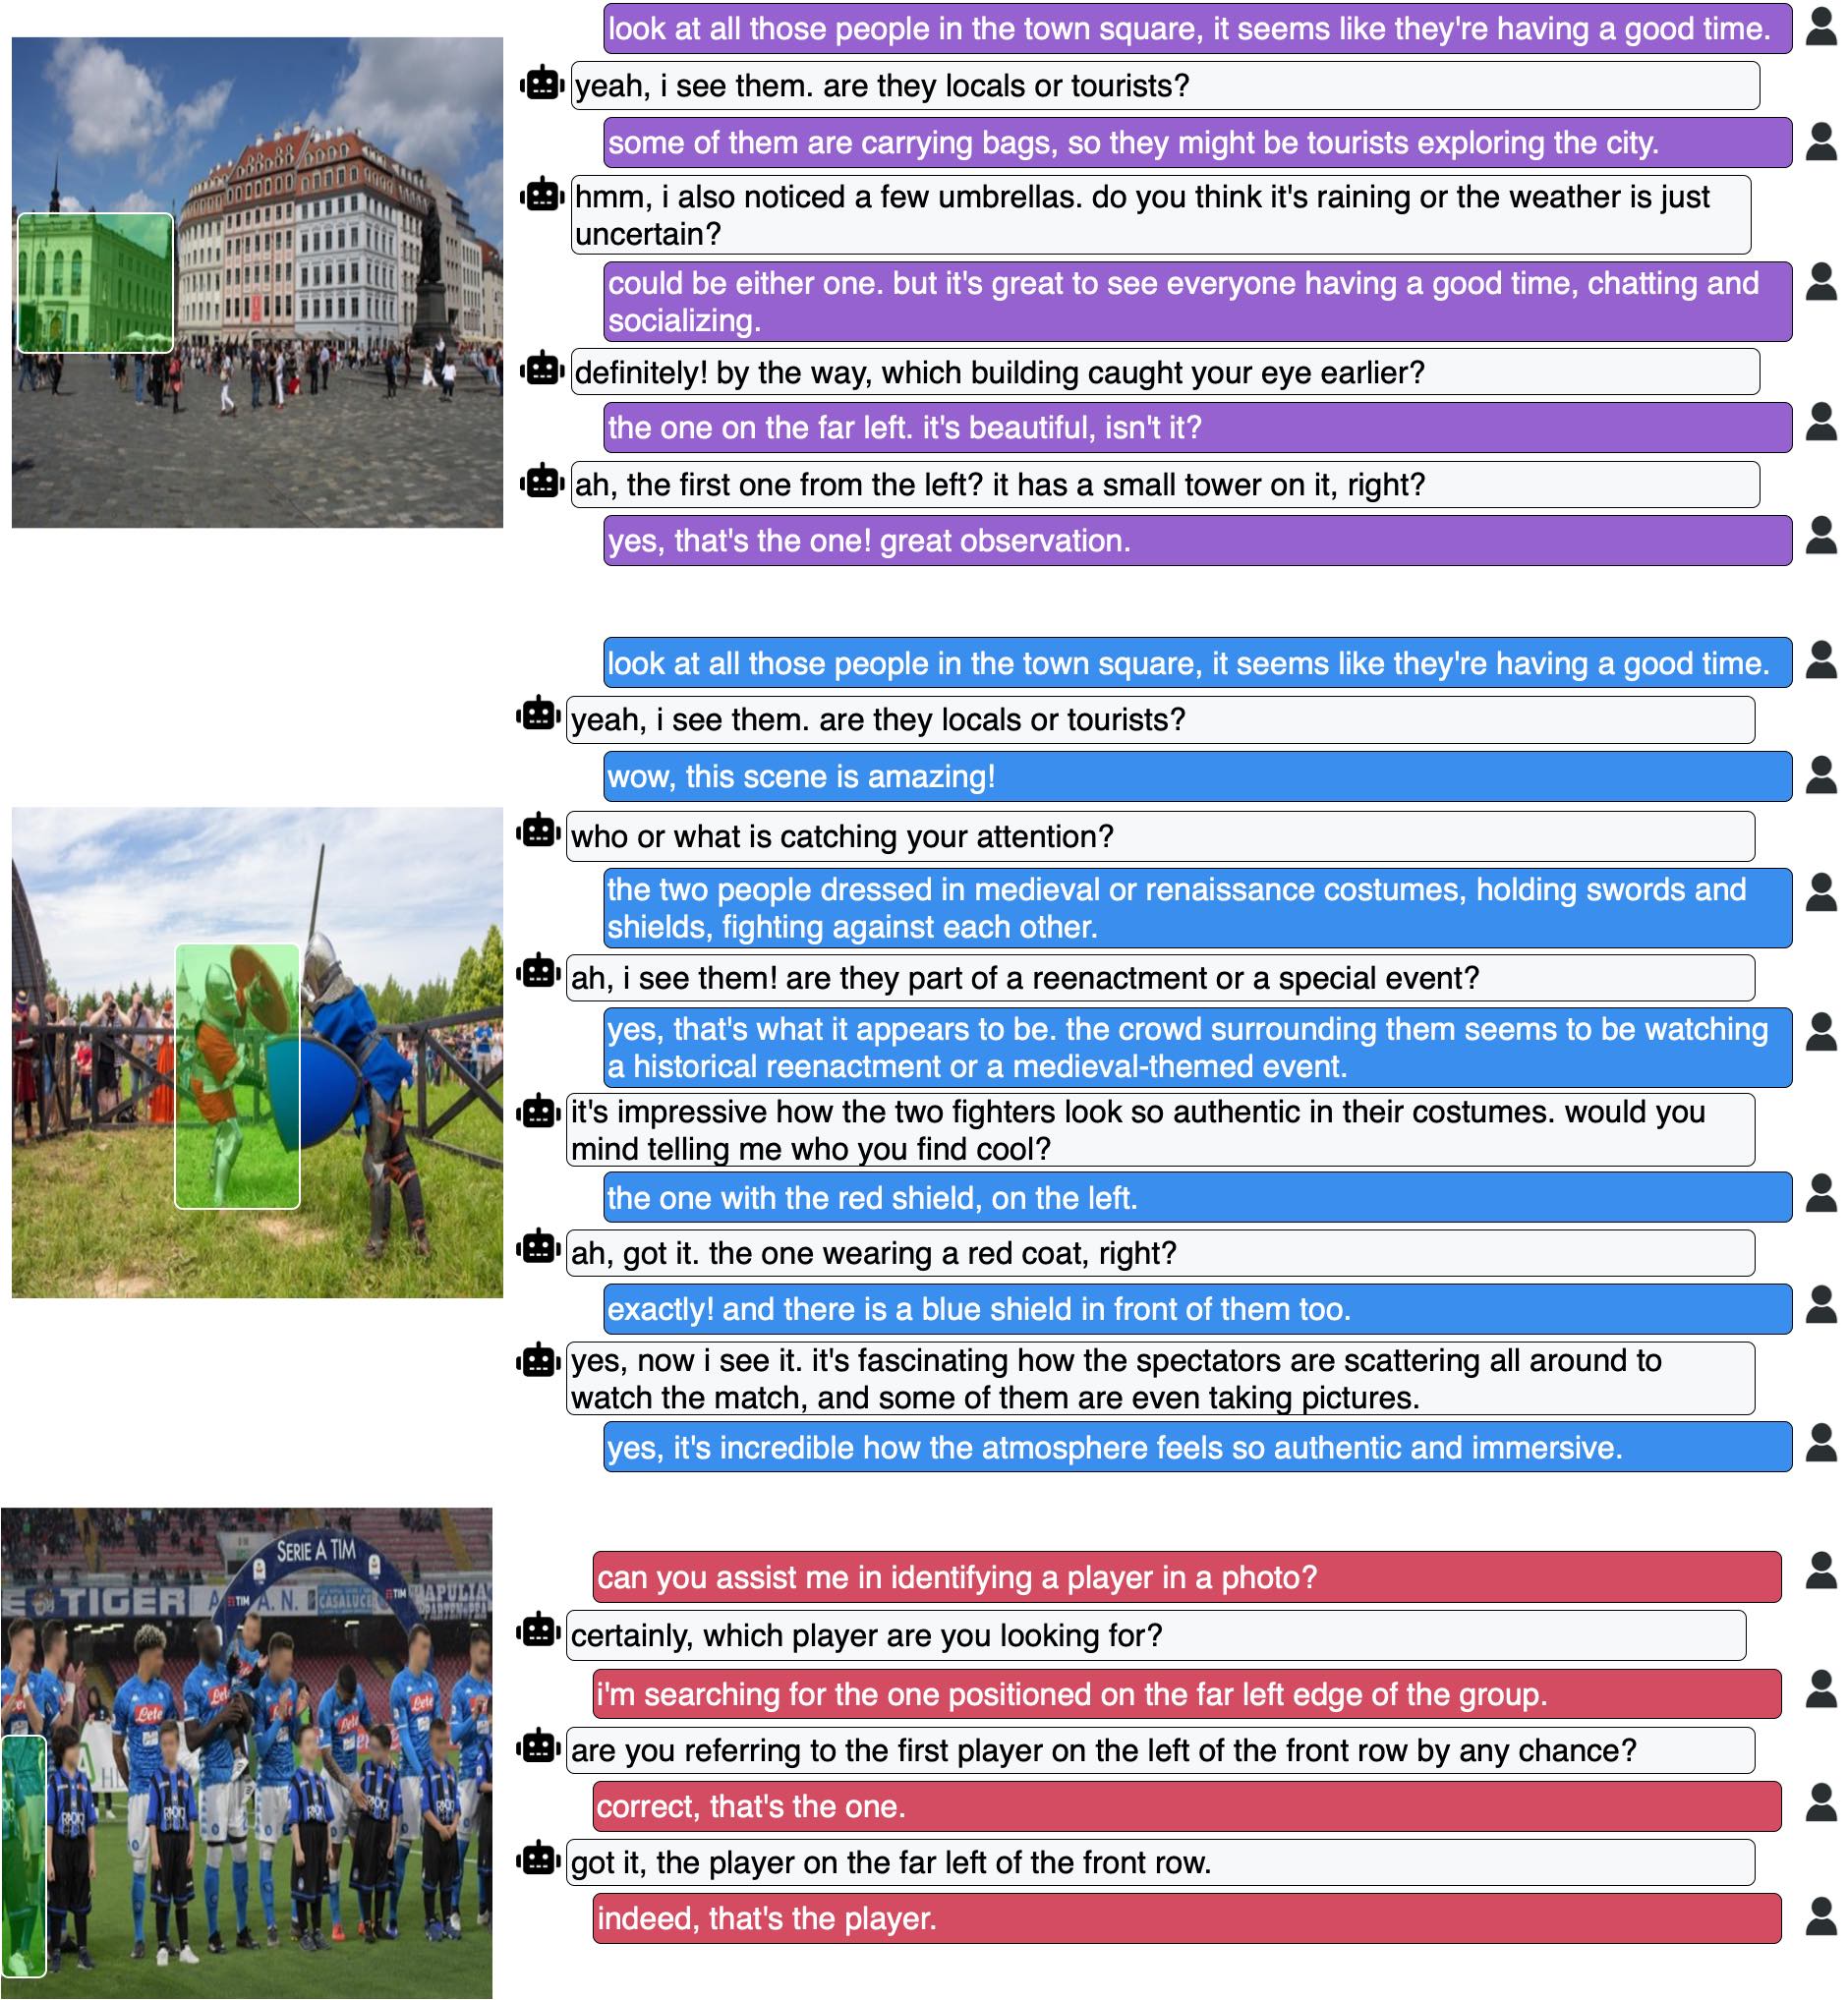 look at all those people in the town square, it seems like they're having a good time.
yeah, i see them. are they locals or tourists?
some of them are carrying bags, so they might be tourists exploring the city.
hmm, i also noticed a few umbrellas. do you think it's raining or the weather is just
uncertain?
could be either one. but it's great to see everyone having a good time, chatting and
socializing.
definitely! by the way, which building caught your eye earlier?
the one on the far left. it's beautiful, isn't it?
ah, the first one from the left? it has a small tower on it, right?
yes, that's the one! great observation.
look at all those people in the town square, it seems like they're having a good time.
yeah, i see them. are they locals or tourists?
wow, this scene is amazing!
who or what is catching your attention?
the two people dressed in medieval or renaissance costumes, holding swords and
shields, fighting against each other.
ah, i see them! are they part of a reenactment or a special event?
yes, that's what it appears to be. the crowd surrounding them seems to be watching
a historical reenactment or a medieval-themed event.
it's impressive how the two fighters look so authentic in their costumes. would you
mind telling me who you find cool?
the one with the red shield, on the left.
ah, got it. the one wearing a red coat, right?
exactly! and there is a blue shield in front of them too.
yes, now i see it. it's fascinating how the spectators are scattering all around to
watch the match, and some of them are even taking pictures.
yes, it's incredible how the atmosphere feels so authentic and immersive.
SERIE A TIM
E TIGER A. N. CASALUCE
TIM TIM
Lete Lete Lete Lete
can you assist me in identifying a player in a photo?
certainly, which player are you looking for?
i'm searching for the one positioned on the far left edge of the group.
are you referring to the first player on the left of the front row by any chance?
correct, that's the one.
got it, the player on the far left of the front row.
indeed, that's the player.